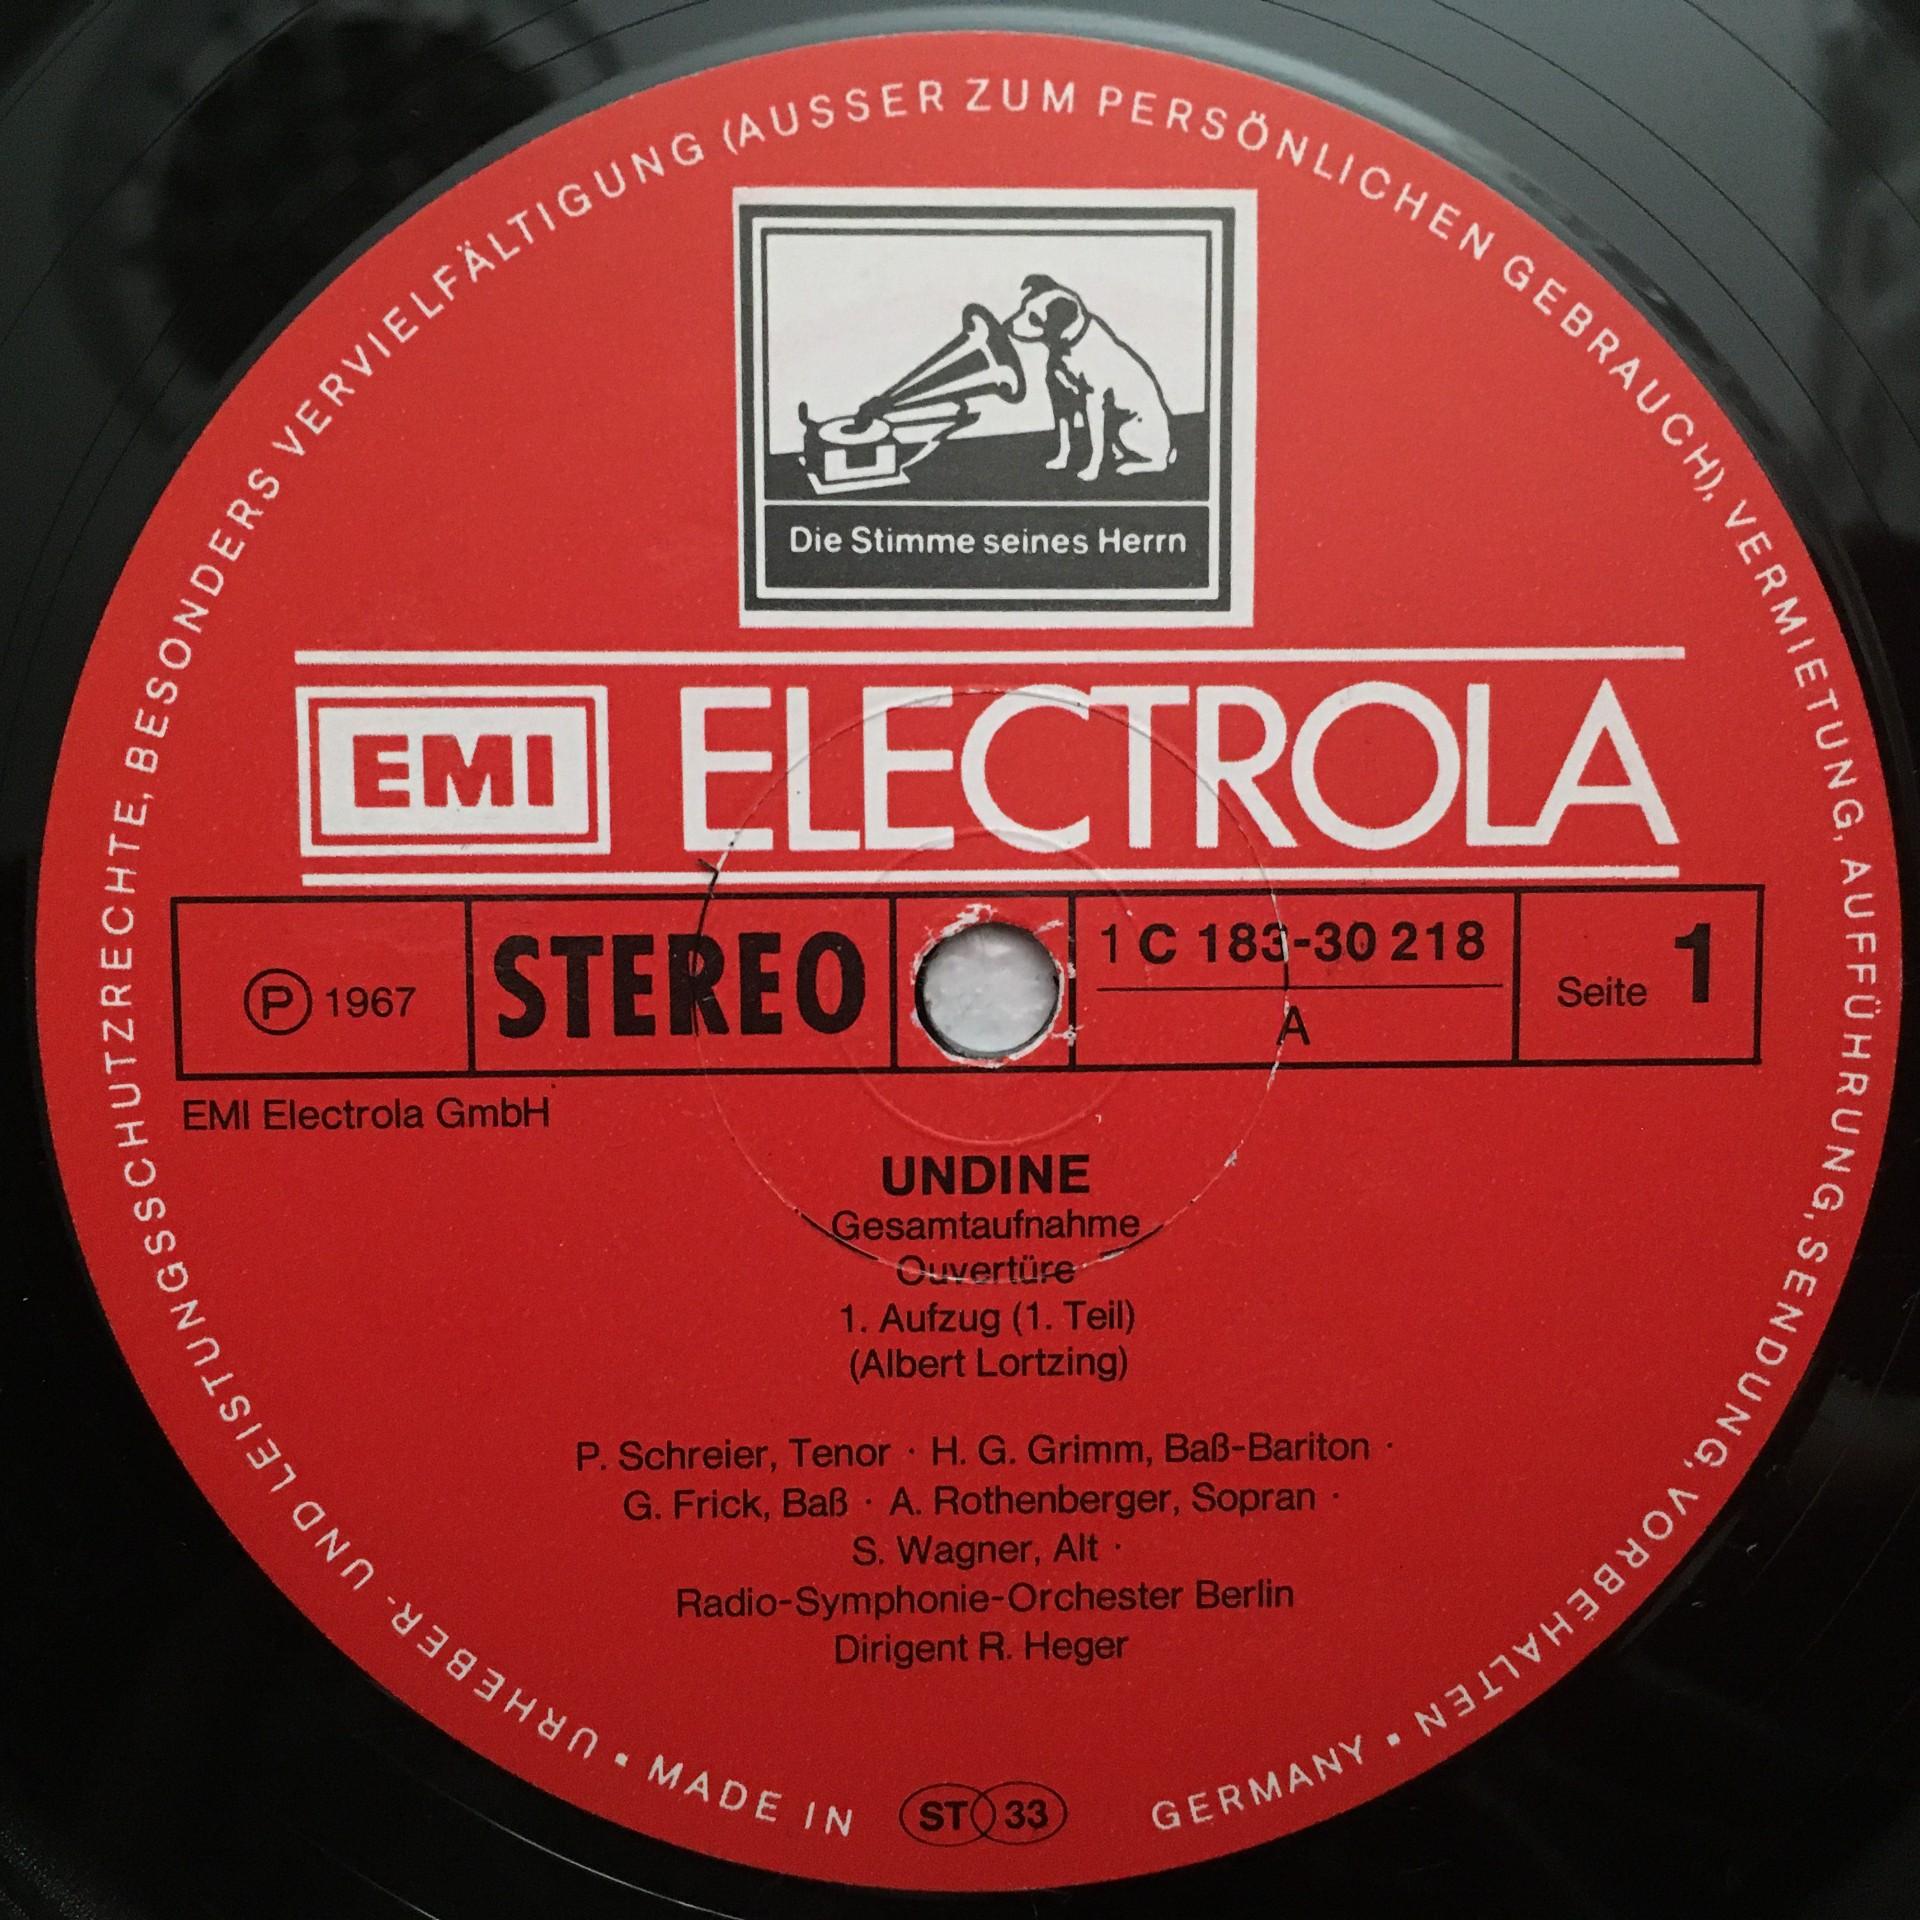 URHEBER- UND LEISTUNGSSCHUTZRECHTE, BESONDERS VERVIELFÄLTIGUNG (AUSSER ZUM PERSÖNLICHEN GEBRAUCH), VERMIETUNG, AUFFÜHRUNG, SENDUNG, VORBEHALTEN •
Die Stimme seines Herrn
EMI ELECTROLA
Ⓟ 1967
STEREO
1 C 183-30 218
A
Seite 1
EMI Electrola GmbH
UNDINE
Gesamtaufnahme
Ouvertüre
1. Aufzug (1. Teil)
(Albert Lortzing)
P. Schreier, Tenor · H. G. Grimm, Baß-Bariton ·
G. Frick, Baß · A. Rothenberger, Sopran ·
S. Wagner, Alt ·
Radio-Symphonie-Orchester Berlin
Dirigent R. Heger
• MADE IN GERMANY
ST 33